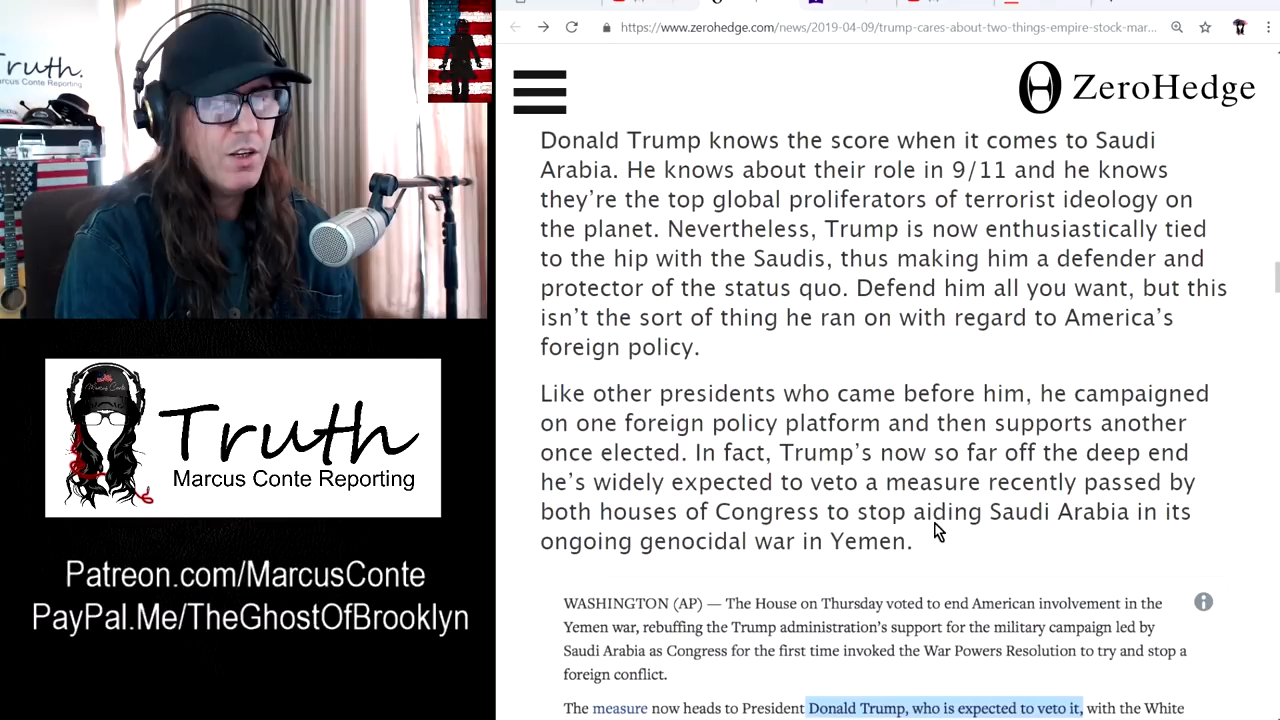 Truth.
Marcus Conte Reporting
https://www.zerohedge.com/news/2019-04-09/trump-cares-about-two-things-empire-stock-mar...
ZeroHedge
Donald Trump knows the score when it comes to Saudi
Arabia. He knows about their role in 9/11 and he knows
they’re the top global proliferators of terrorist ideology on
the planet. Nevertheless, Trump is now enthusiastically tied
to the hip with the Saudis, thus making him a defender and
protector of the status quo. Defend him all you want, but this
isn’t the sort of thing he ran on with regard to America’s
foreign policy.
Like other presidents who came before him, he campaigned
on one foreign policy platform and then supports another
once elected. In fact, Trump’s now so far off the deep end
he’s widely expected to veto a measure recently passed by
both houses of Congress to stop aiding Saudi Arabia in its
ongoing genocidal war in Yemen.
WASHINGTON (AP) — The House on Thursday voted to end American involvement in the
Yemen war, rebuffing the Trump administration’s support for the military campaign led by
Saudi Arabia as Congress for the first time invoked the War Powers Resolution to try and stop a
foreign conflict.
The measure now heads to President Donald Trump, who is expected to veto it, with the White
Marcus Conte
Truth
Marcus Conte Reporting
Patreon.com/MarcusConte
PayPal.Me/TheGhostOfBrooklyn